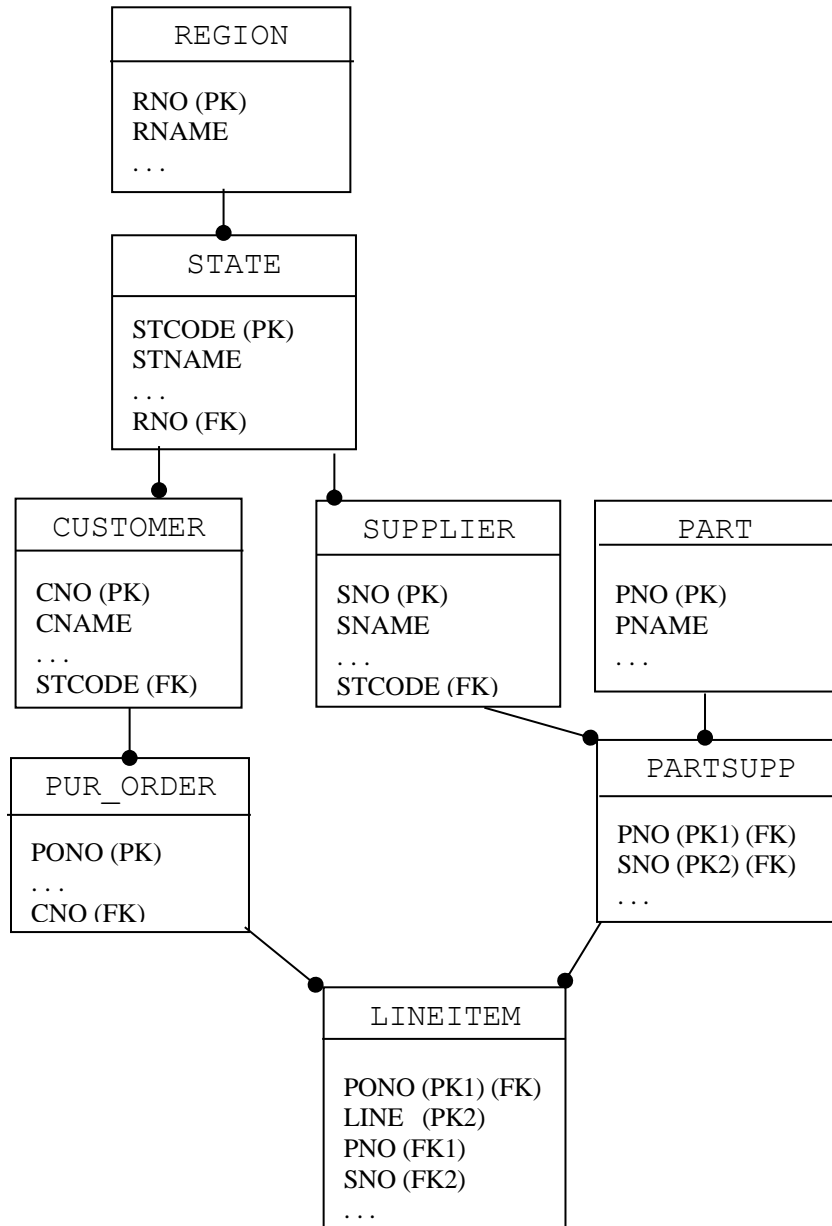 REGION
RNO (PK)
RNAME
. . .
STATE
STCODE (PK)
STNAME
. . .
RNO (FK)
CUSTOMER
CNO (PK)
CNAME
. . .
STCODE (FK)
SUPPLIER
SNO (PK)
SNAME
. . .
STCODE (FK)
PART
PNO (PK)
PNAME
. . .
PUR_ORDER
PONO (PK)
. . .
CNO (FK)
PARTSUPP
PNO (PK1) (FK)
SNO (PK2) (FK)
. . .
LINEITEM
PONO (PK1) (FK)
LINE (PK2)
PNO (FK1)
SNO (FK2)
. . .